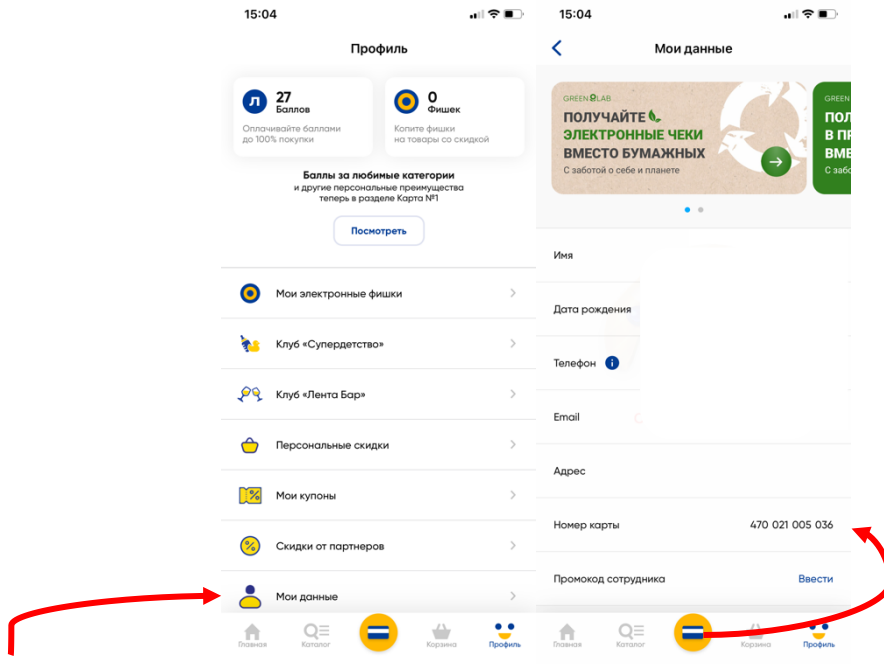 15:04
Профиль
27
Баллов
Оплачивайте баллами
до 100% покупки
0
Фишек
Копите фишки
на товары со скидкой
Баллы за любимые категории
и другие персональные преимущества
теперь в разделе Карта №1
Посмотреть
Мои электронные фишки
Клуб «Супердетство»
Клуб «Лента Бар»
Персональные скидки
Мои купоны
Скидки от партнеров
Мои данные
Главная
Каталог
Корзина
Профиль
15:04
Мои данные
GREEN LAB
ПОЛУЧАЙТЕ
ЭЛЕКТРОННЫЕ ЧЕКИ
ВМЕСТО БУМАЖНЫХ
С заботой о себе и планете
GREEN
ПОЛ
В ПР
ВМЕ
С забо
Имя
Дата рождения
Телефон
Email
Адрес
Номер карты 470 021 005 036
Промокод сотрудника Ввести
Главная
Каталог
Корзина
Профиль